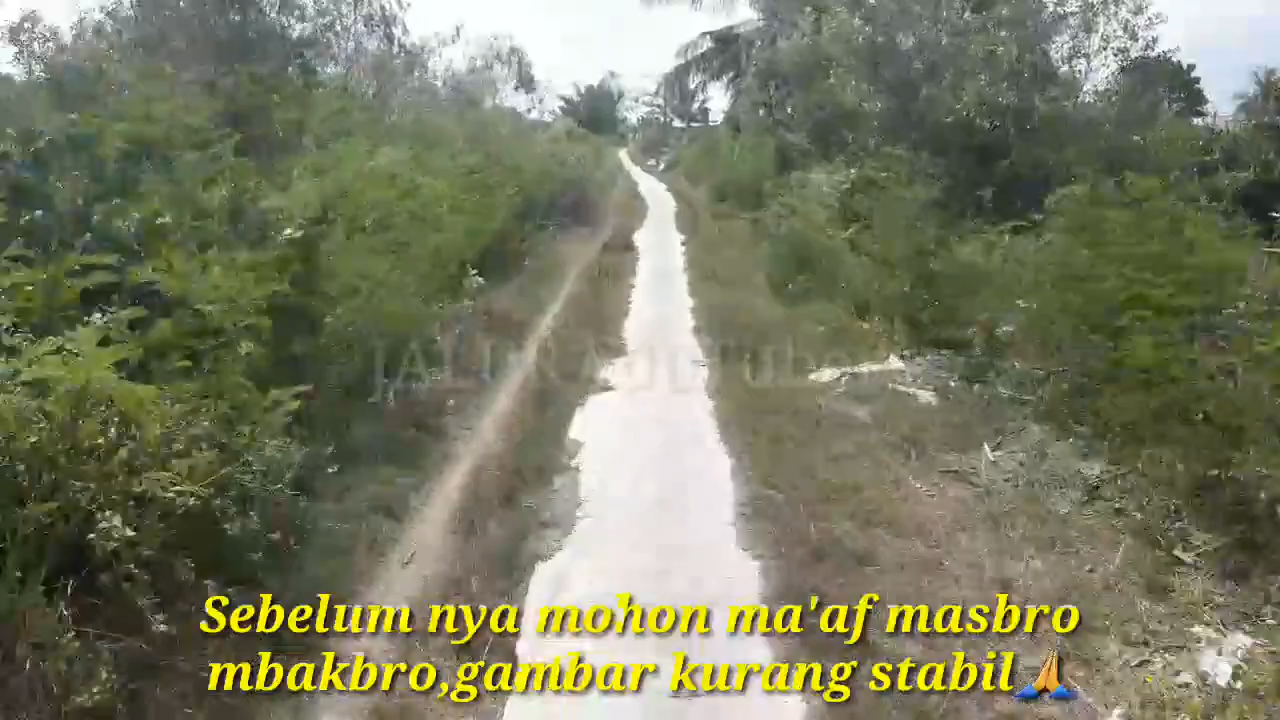 Sebelum nya mohon ma'af masbro
mbakbro,gambar kurang stabil🙏